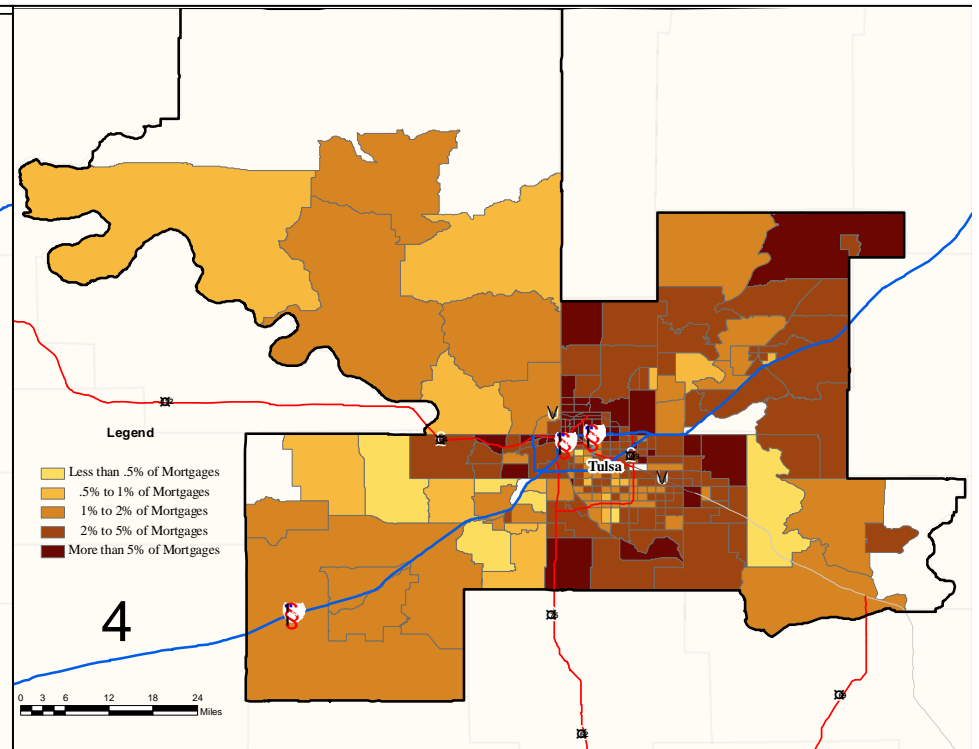 Legend
Less than .5% of Mortgages
.5% to 1% of Mortgages
1% to 2% of Mortgages
2% to 5% of Mortgages
More than 5% of Mortgages
Tulsa
4
0 3 6 12 18 24
Miles